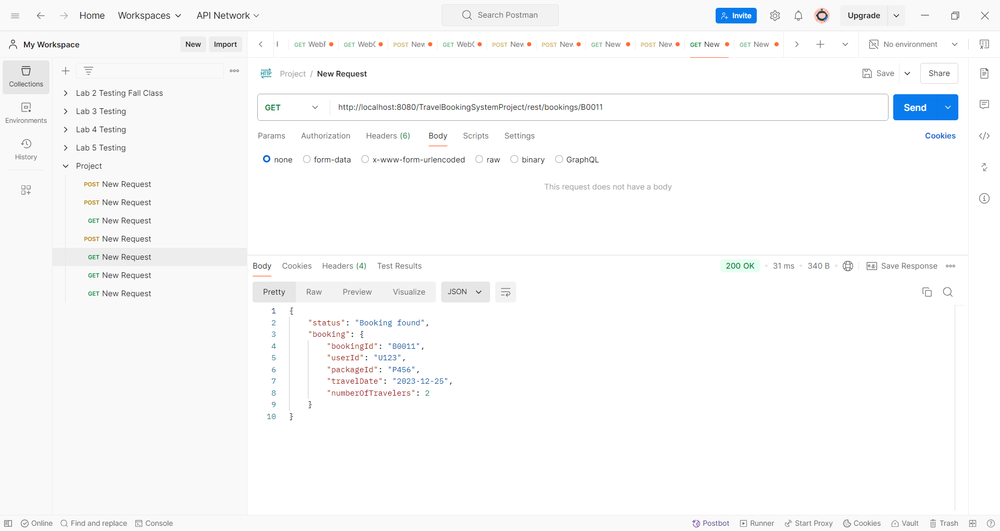 Home Workspaces API Network Search Postman Invite Upgrade
My Workspace New Import
GET WebF GET WebC POST New GET WebC POST New POST New GET New POST New GET New GET New No environment
Collections
Environments
History
Lab 2 Testing Fall Class
Lab 3 Testing
Lab 4 Testing
Lab 5 Testing
Project
POST New Request
POST New Request
GET New Request
POST New Request
GET New Request
GET New Request
GET New Request
HTTP Project / New Request Save Share
GET http://localhost:8080/TravelBookingSystemProject/rest/bookings/B0011 Send
Params Authorization Headers (6) Body Scripts Settings Cookies
none form-data x-www-form-urlencoded raw binary GraphQL
This request does not have a body
Body Cookies Headers (4) Test Results 200 OK 31 ms 340 B e.g. Save Response
Pretty Raw Preview Visualize JSON
1 {
2 "status": "Booking found",
3 "booking": {
4 "bookingId": "B0011",
5 "userId": "U123",
6 "packageId": "P456",
7 "travelDate": "2023-12-25",
8 "numberOfTravelers": 2
9 }
10 }
Online Find and replace Console Postbot Runner Start Proxy Cookies Vault Trash